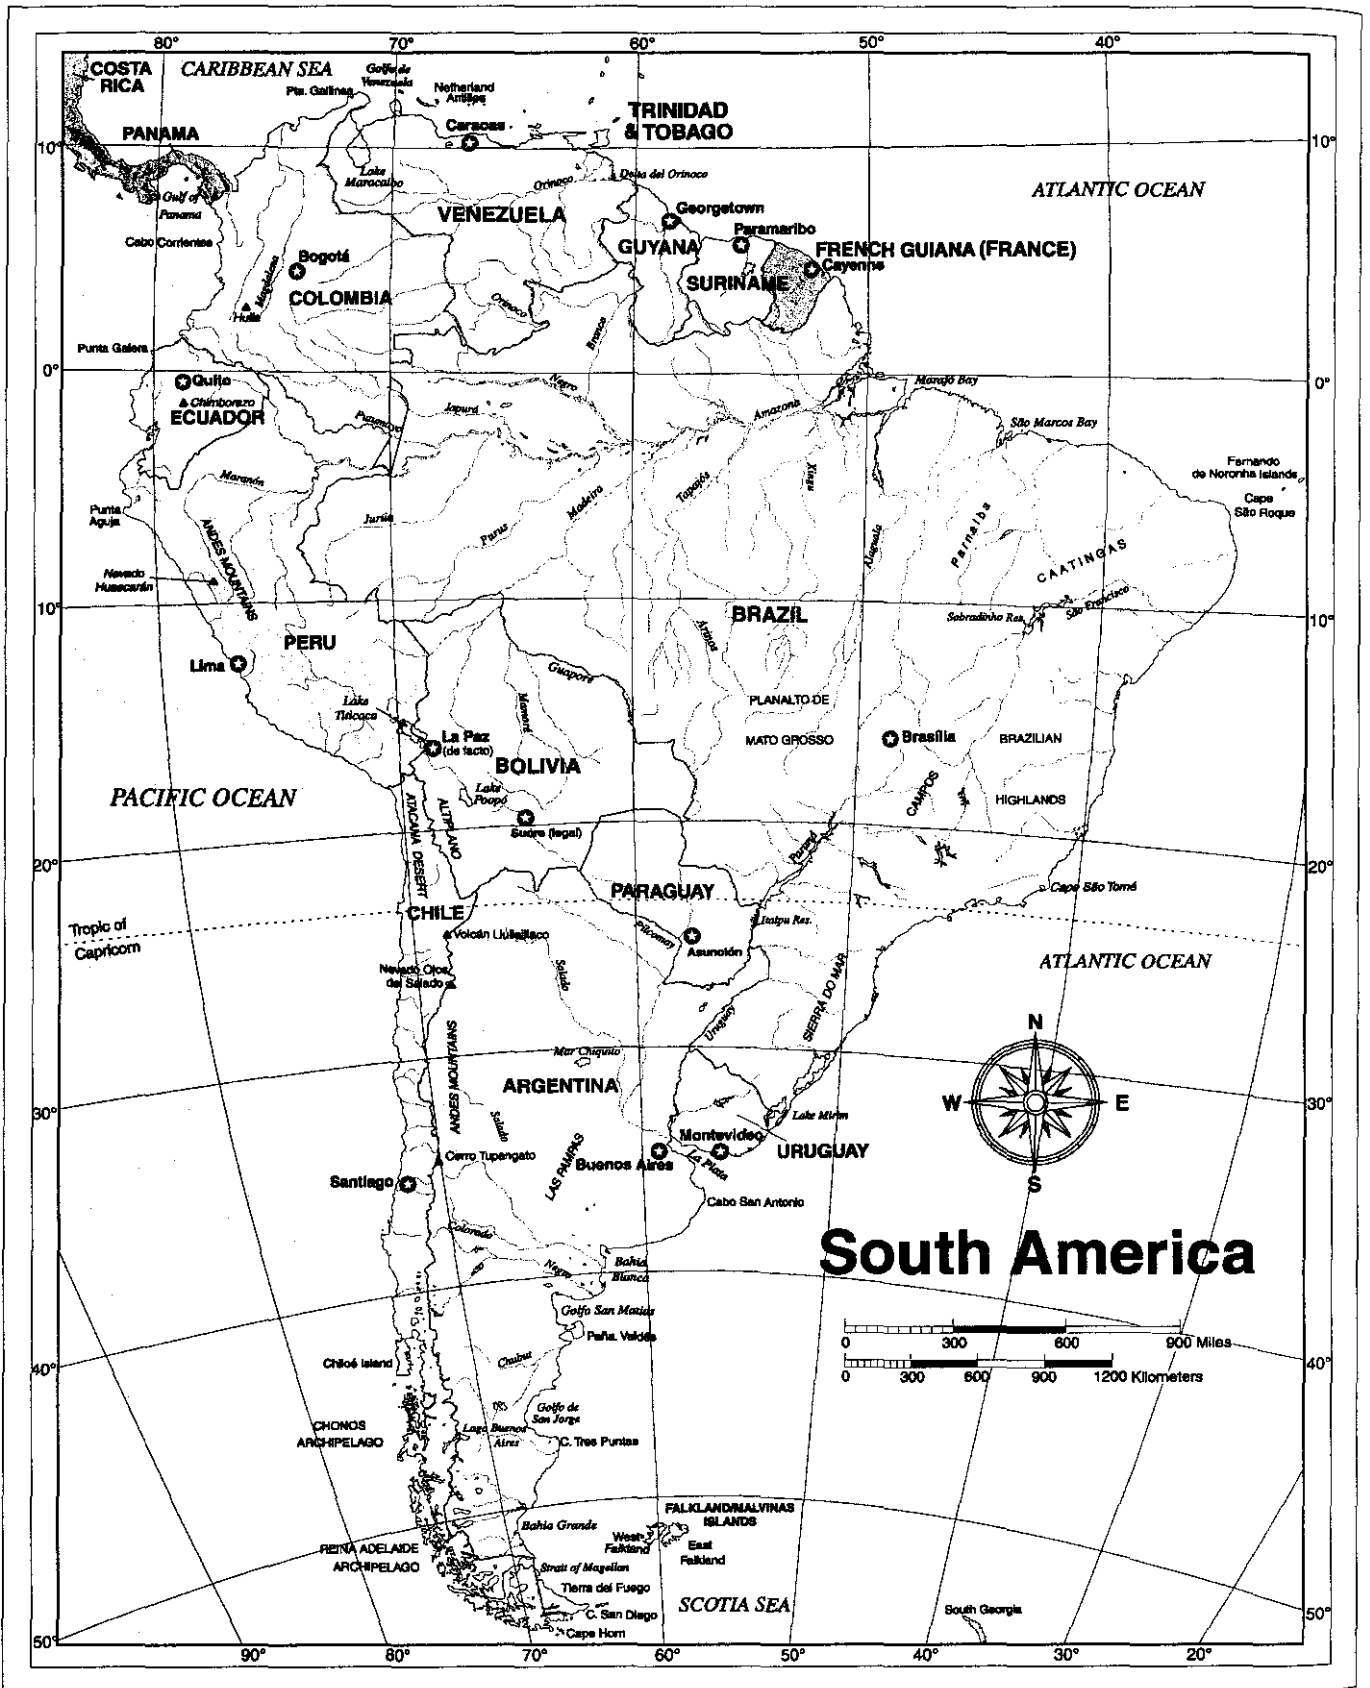 80°
70°
60°
50°
40°
COSTA
RICA
CARIBBEAN SEA
Golfo de
Venezuela
Pta. Gallinas
Netherland
Antilles
Caracas
TRINIDAD
& TOBAGO
PANAMA
10°
10°
Lake
Maracaibo
Orinoco
Delta del Orinoco
ATLANTIC OCEAN
Gulf of
Panama
VENEZUELA
Georgetown
Cabo Corrientes
GUYANA
Paramaribo
FRENCH GUIANA (FRANCE)
Cayenne
Bogotá
Magdalena
COLOMBIA
SURINAME
Orinoco
Huila
Branco
Punta Galera
0°
0°
Quito
Chimborazo
ECUADOR
Negro
Marajó Bay
Putumayo
Japurá
Amazona
São Marcos Bay
Marañón
Fernando
de Noronha Islands
Cape
São Roque
Punta
Aguja
Jurúa
Purus
Madeira
Tapajós
Xingu
Araguaia
Parnaiba
CAATINGAS
ANDES MOUNTAINS
Nevado
Huascarán
10°
10°
BRAZIL
Sobradinho Res.
São Francisco
PERU
Arinos
Lima
Guaporé
Lake
Titicaca
Mamoré
PLANALTO DE
MATO GROSSO
La Paz
(de facto)
Brasília
BRAZILIAN
HIGHLANDS
BOLIVIA
PACIFIC OCEAN
Lake
Poopó
CAMPOS
ATACANA DESERT
ALTIPLANO
Sucre (legal)
Paraná
20°
20°
PARAGUAY
Cape São Tomé
CHILE
Itaipu Res.
Tropic of
Capricorn
Volcán Llullaillaco
Pilcomay
Asunción
Nevado Ojos
del Salado
Salado
ATLANTIC OCEAN
SIERRA DO MAR
Uruguay
N
ANDES MOUNTAINS
Mar Chiquito
ARGENTINA
W
E
30°
30°
Salado
Lake Mirim
Montevideo
URUGUAY
Cerro Tupangato
LAS PAMPAS
Buenos Aires
La Plata
Santiago
S
Cabo San Antonio
Colorado
South America
Negro
Bahia
Blanca
Golfo San Matias
Peña. Valdés
0 300 600 900 Miles
40°
40°
Chiloé Island
Chubut
0 300 600 900 1200 Kilometers
Golfo de
San Jorge
CHONOS
ARCHIPELAGO
Lago Buenos
Aires
C. Tres Puntas
Bahia Grande
FALKLAND/MALVINAS
ISLANDS
West
Falkland
East
Falkland
REINA ADELAIDE
ARCHIPELAGO
Strait of Magellan
Tierra del Fuego
SCOTIA SEA
C. San Diego
South Georgia
Cape Horn
50°
50°
90°
80°
70°
60°
50°
40°
30°
20°